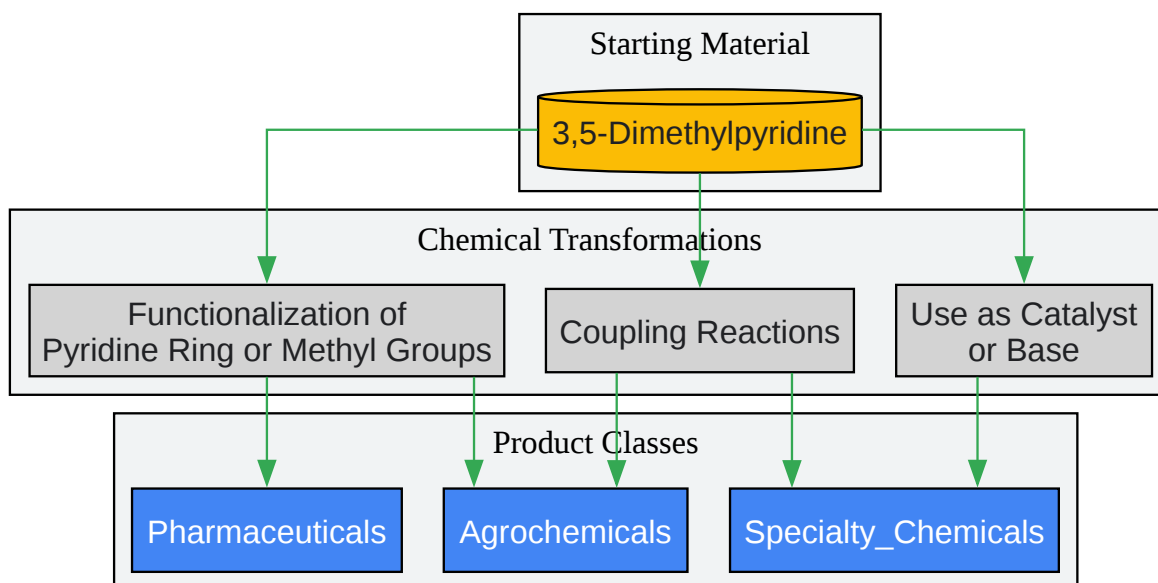 Starting Material
3,5-Dimethylpyridine
Chemical Transformations
Functionalization of
Pyridine Ring or Methyl Groups
Coupling Reactions
Use as Catalyst
or Base
Product Classes
Pharmaceuticals
Agrochemicals
Specialty_Chemicals